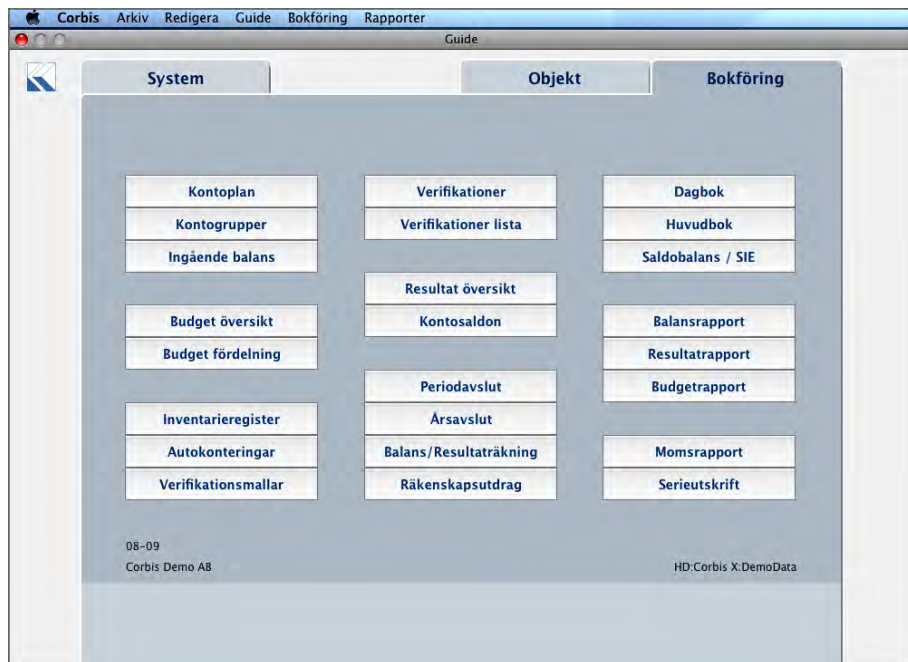 Corbis Arkiv Redigera Guide Bokföring Rapporter
Guide
System Objekt Bokföring
Kontoplan
Kontogrupper
Ingående balans
Budget översikt
Budget fördelning
Inventarieregister
Autokonteringar
Verifikationsmallar
Verifikationer
Verifikationer lista
Resultat översikt
Kontosaldon
Periodavslut
Årsavslut
Balans/Resultaträkning
Räkenskapsutdrag
Dagbok
Huvudbok
Saldobalans / SIE
Balansrapport
Resultatrapport
Budgetrapport
Momsrapport
Serieutskrift
08-09
Corbis Demo AB
HD:Corbis X:DemoData